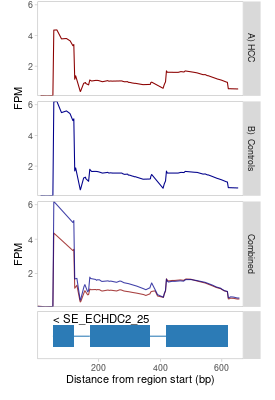 6
4
2
FPM
A) HCC
6
4
2
FPM
B) Controls
6
4
2
FPM
Combined
< SE_ECHDC2_25
200 400 600
Distance from region start (bp)